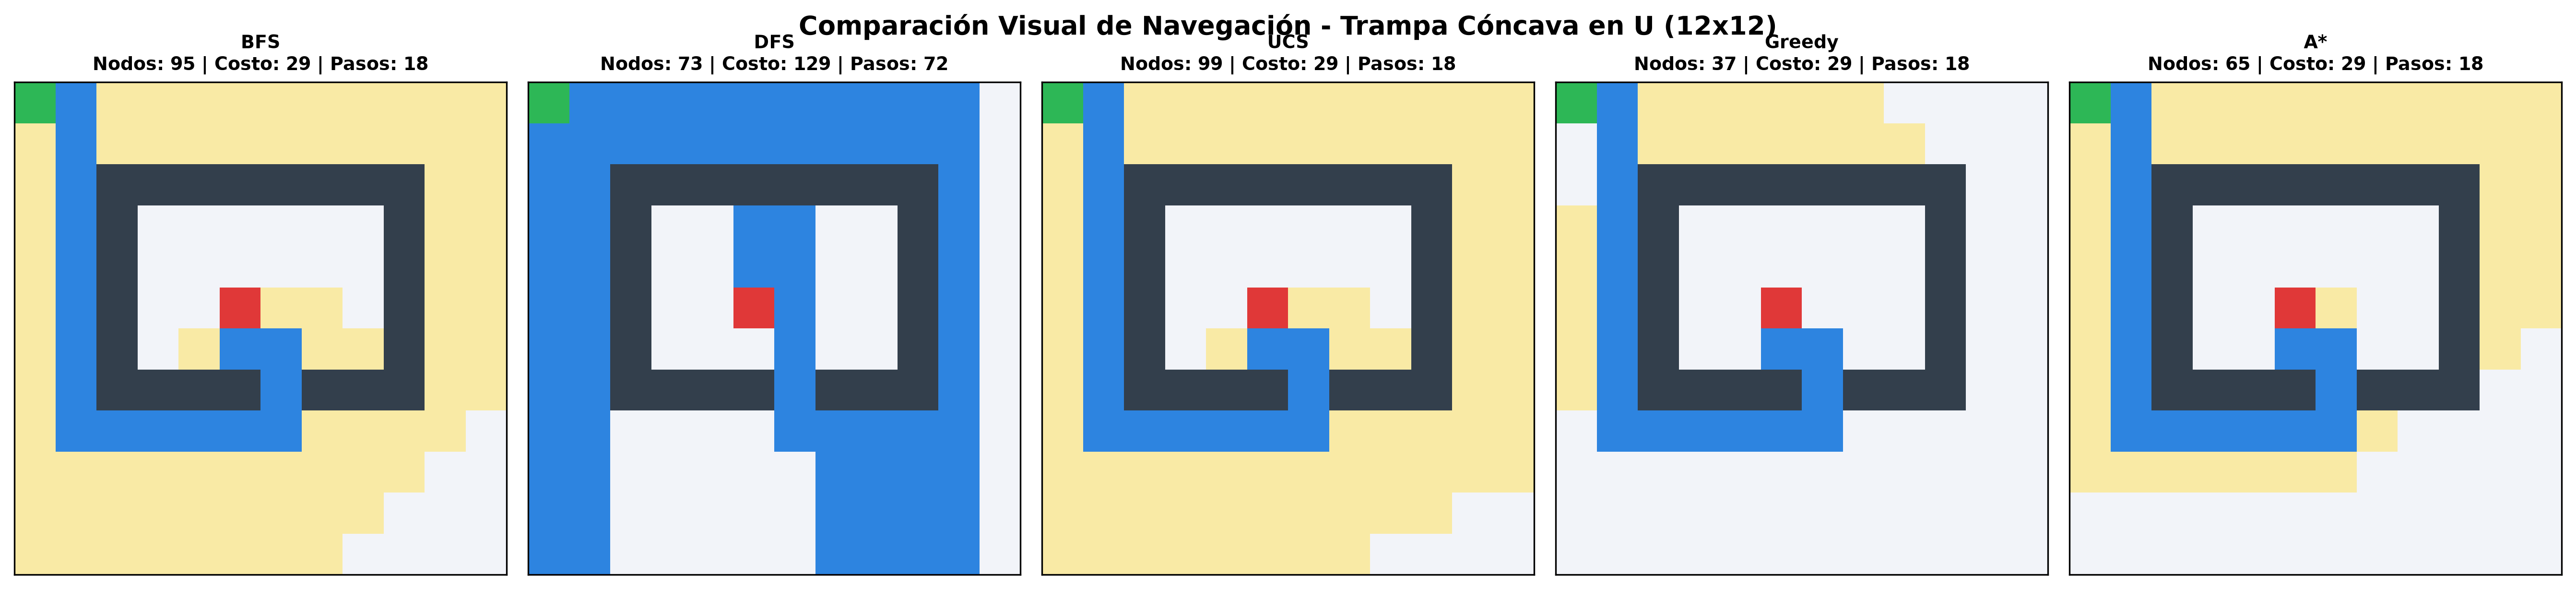 Comparación Visual de Navegación - Trampa Cóncava en U (12x12)
BFS
Nodos: 95 | Costo: 29 | Pasos: 18
DFS
Nodos: 73 | Costo: 129 | Pasos: 72
UCS
Nodos: 99 | Costo: 29 | Pasos: 18
Greedy
Nodos: 37 | Costo: 29 | Pasos: 18
A*
Nodos: 65 | Costo: 29 | Pasos: 18